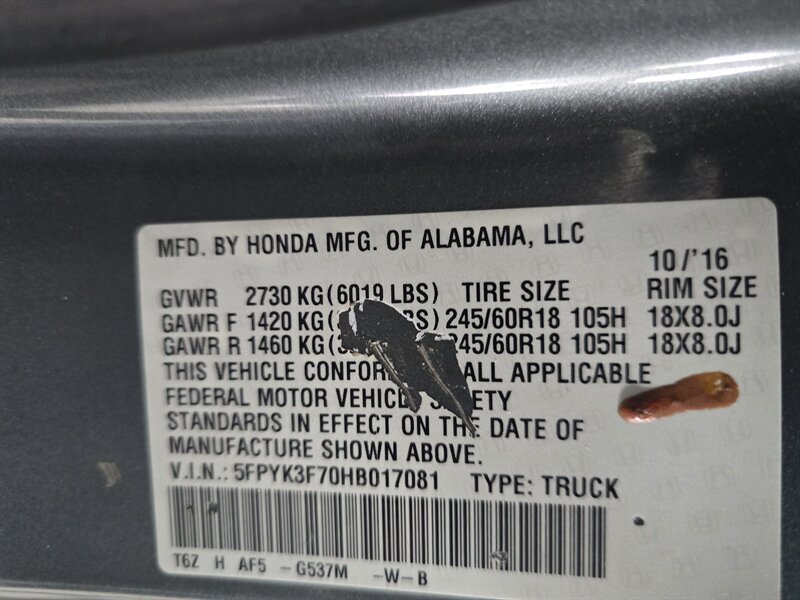 MFD. BY HONDA MFG. OF ALABAMA, LLC
10/'16
GVWR 2730 KG(6019 LBS) TIRE SIZE RIM SIZE
GAWR F 1420 KG( 245/60R18 105H 18X8.0J
GAWR R 1460 KG( 245/60R18 105H 18X8.0J
THIS VEHICLE ALL APPLICABLE
FEDERAL MOTOR VEHICLE SAFETY
STANDARDS IN EFFECT ON THE DATE OF
MANUFACTURE SHOWN ABOVE.
V.I.N.: 5FPYK3F70HB017081 TYPE: TRUCK
T6Z H AF5 -G537M -W-B